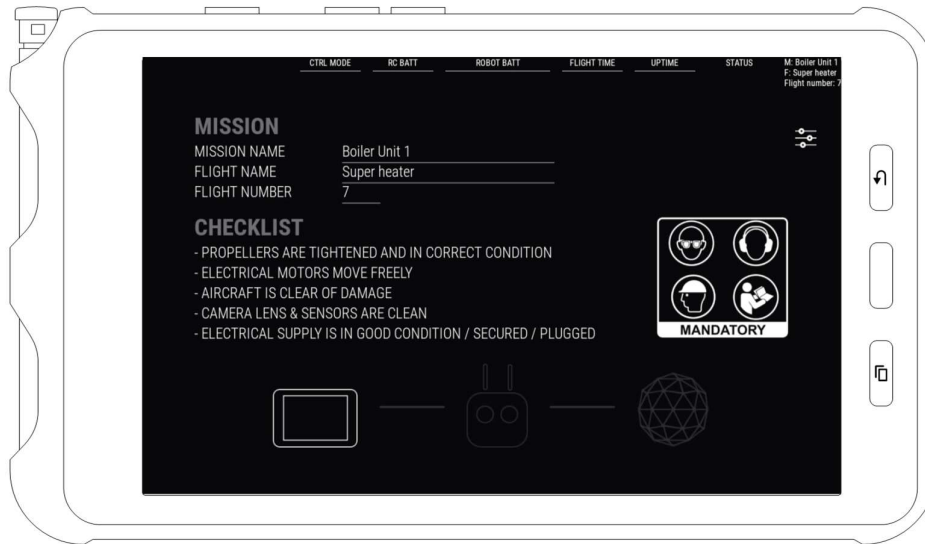 CTRL MODE RC BATT ROBOT BATT FLIGHT TIME UPTIME STATUS M: Boiler Unit 1
F: Super heater
Flight number: 7
MISSION
MISSION NAME Boiler Unit 1
FLIGHT NAME Super heater
FLIGHT NUMBER 7
CHECKLIST
- PROPELLERS ARE TIGHTENED AND IN CORRECT CONDITION
- ELECTRICAL MOTORS MOVE FREELY
- AIRCRAFT IS CLEAR OF DAMAGE
- CAMERA LENS & SENSORS ARE CLEAN
- ELECTRICAL SUPPLY IS IN GOOD CONDITION / SECURED / PLUGGED
MANDATORY